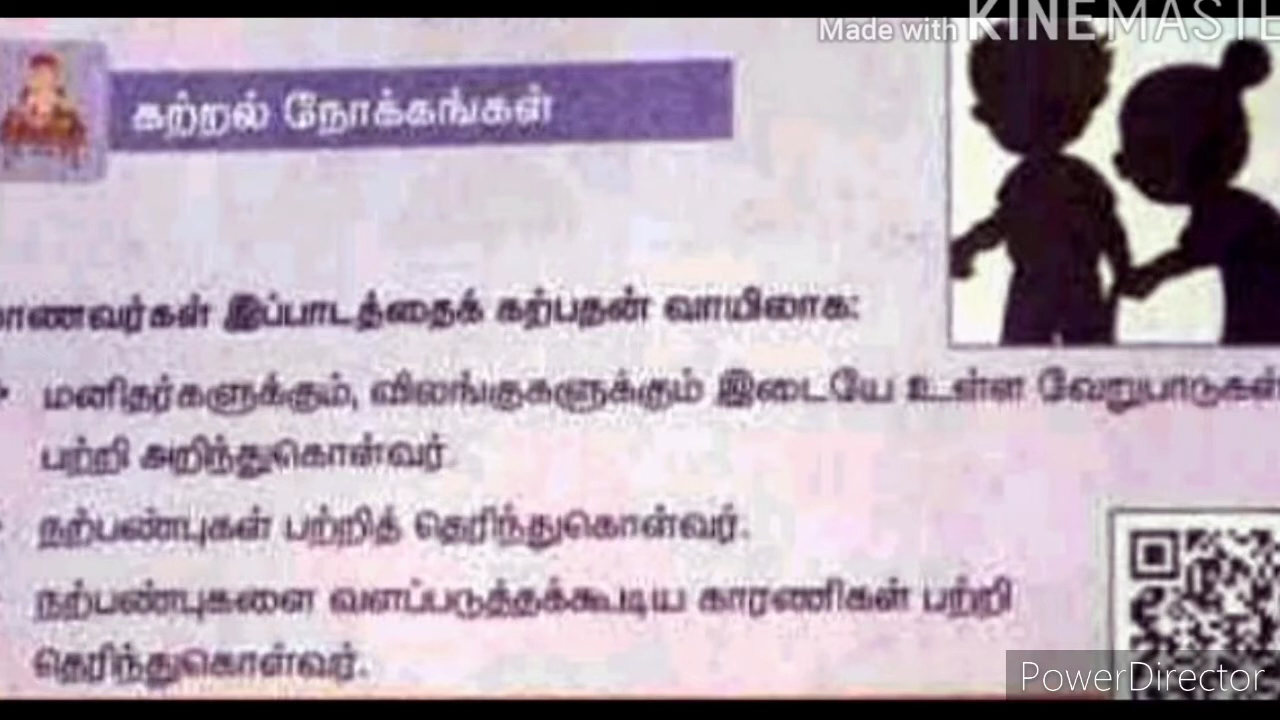 Made with KINEMASTE
கற்றல் நோக்கங்கள்
ாணவர்கள் இப்பாடத்தைக் கற்பதன் வாயிலாக:
மனிதர்களுக்கும், விலங்குகளுக்கும் இடையே உள்ள வேறுபாடுகள்
பற்றி அறிந்துகொள்வர்.
நற்பண்புகள் பற்றித் தெரிந்துகொள்வர்.
நற்பண்புகளை வளப்படுத்தக்கூடிய காரணிகள் பற்றி
தெரிந்துகொள்வர்.
PowerDirector